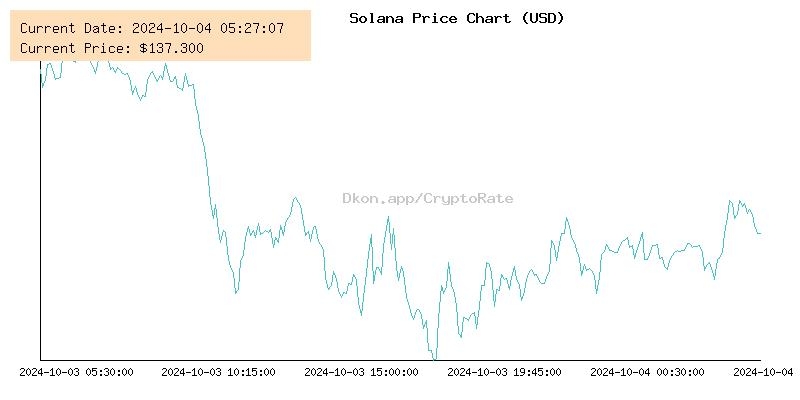 Solana Price Chart (USD)
Current Date: 2024-10-04 05:27:07
Current Price: $137.300
Dkon.app/CryptoRate
2024-10-03 05:30:00
2024-10-03 10:15:00
2024-10-03 15:00:00
2024-10-03 19:45:00
2024-10-04 00:30:00
2024-10-04